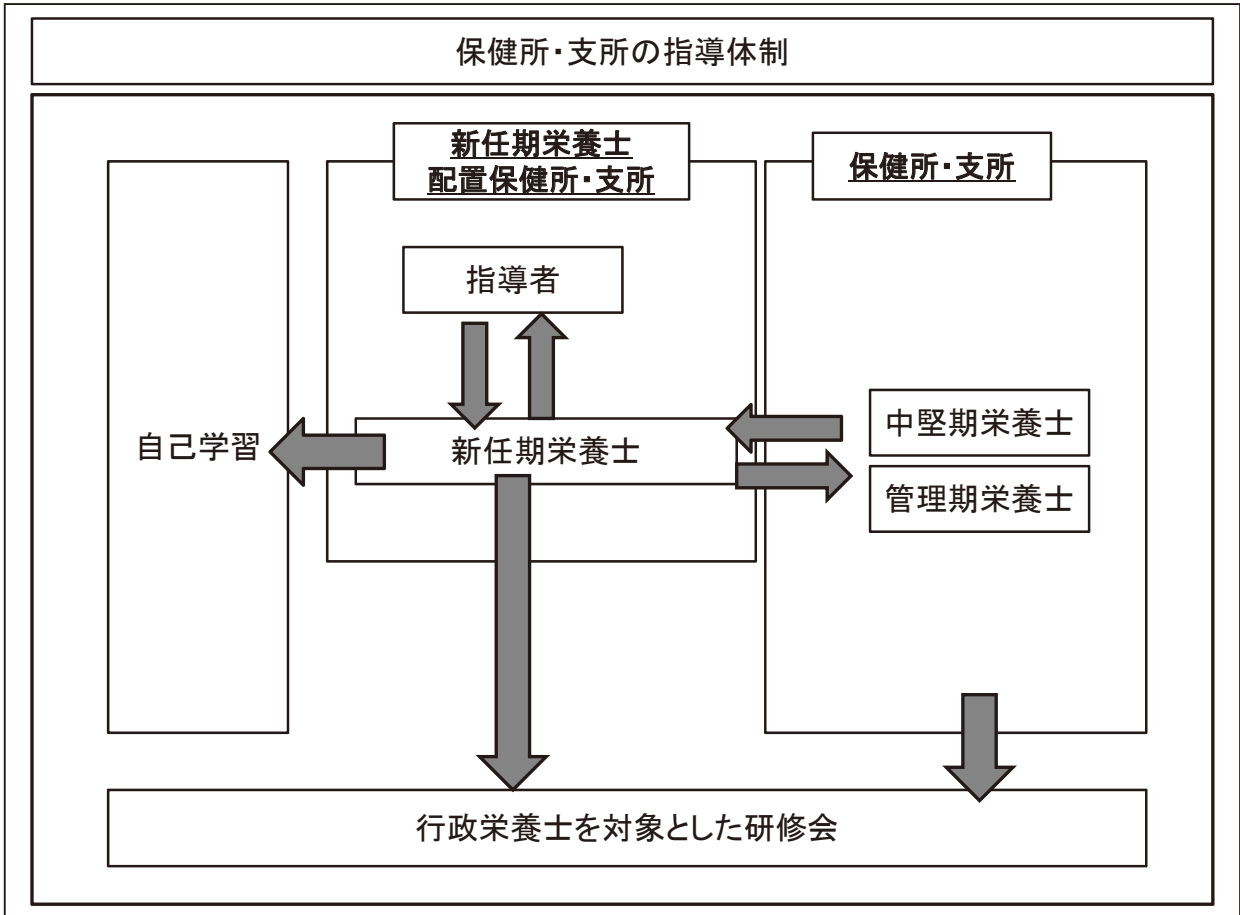 保健所・支所の指導体制
新任期栄養士
配置保健所・支所
保健所・支所
指導者
自己学習
新任期栄養士
中堅期栄養士
管理期栄養士
行政栄養士を対象とした研修会